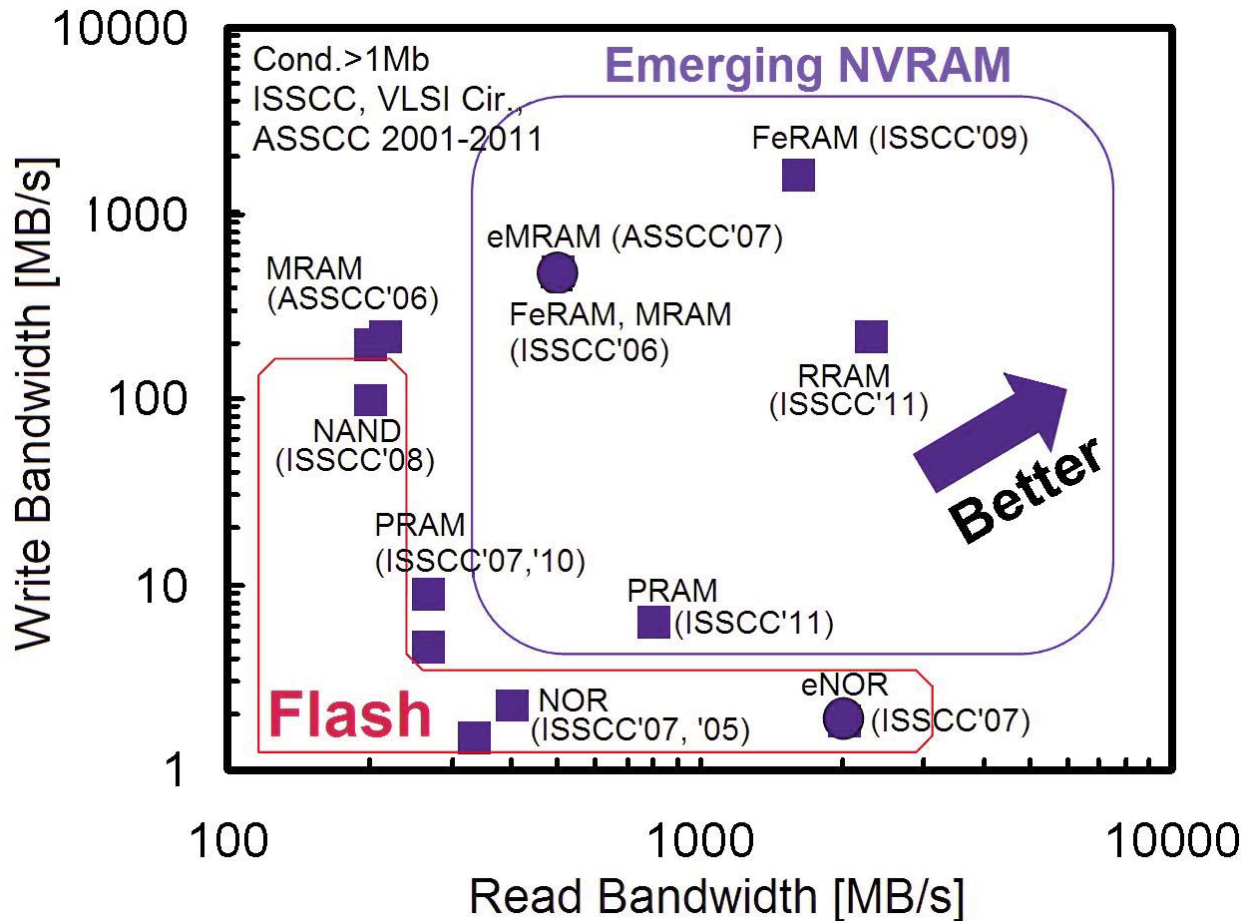 10000
1000
100
10
1
Write Bandwidth [MB/s]
Cond.>1Mb
ISSCC, VLSI Cir.,
ASSCC 2001-2011
Emerging NVRAM
FeRAM (ISSCC'09)
eMRAM (ASSCC'07)
MRAM
(ASSCC'06)
FeRAM, MRAM
(ISSCC'06)
RRAM
(ISSCC'11)
NAND
(ISSCC'08)
Better
PRAM
(ISSCC'07,'10)
PRAM
(ISSCC'11)
Flash
NOR
(ISSCC'07, '05)
eNOR
(ISSCC'07)
100
1000
10000
Read Bandwidth [MB/s]